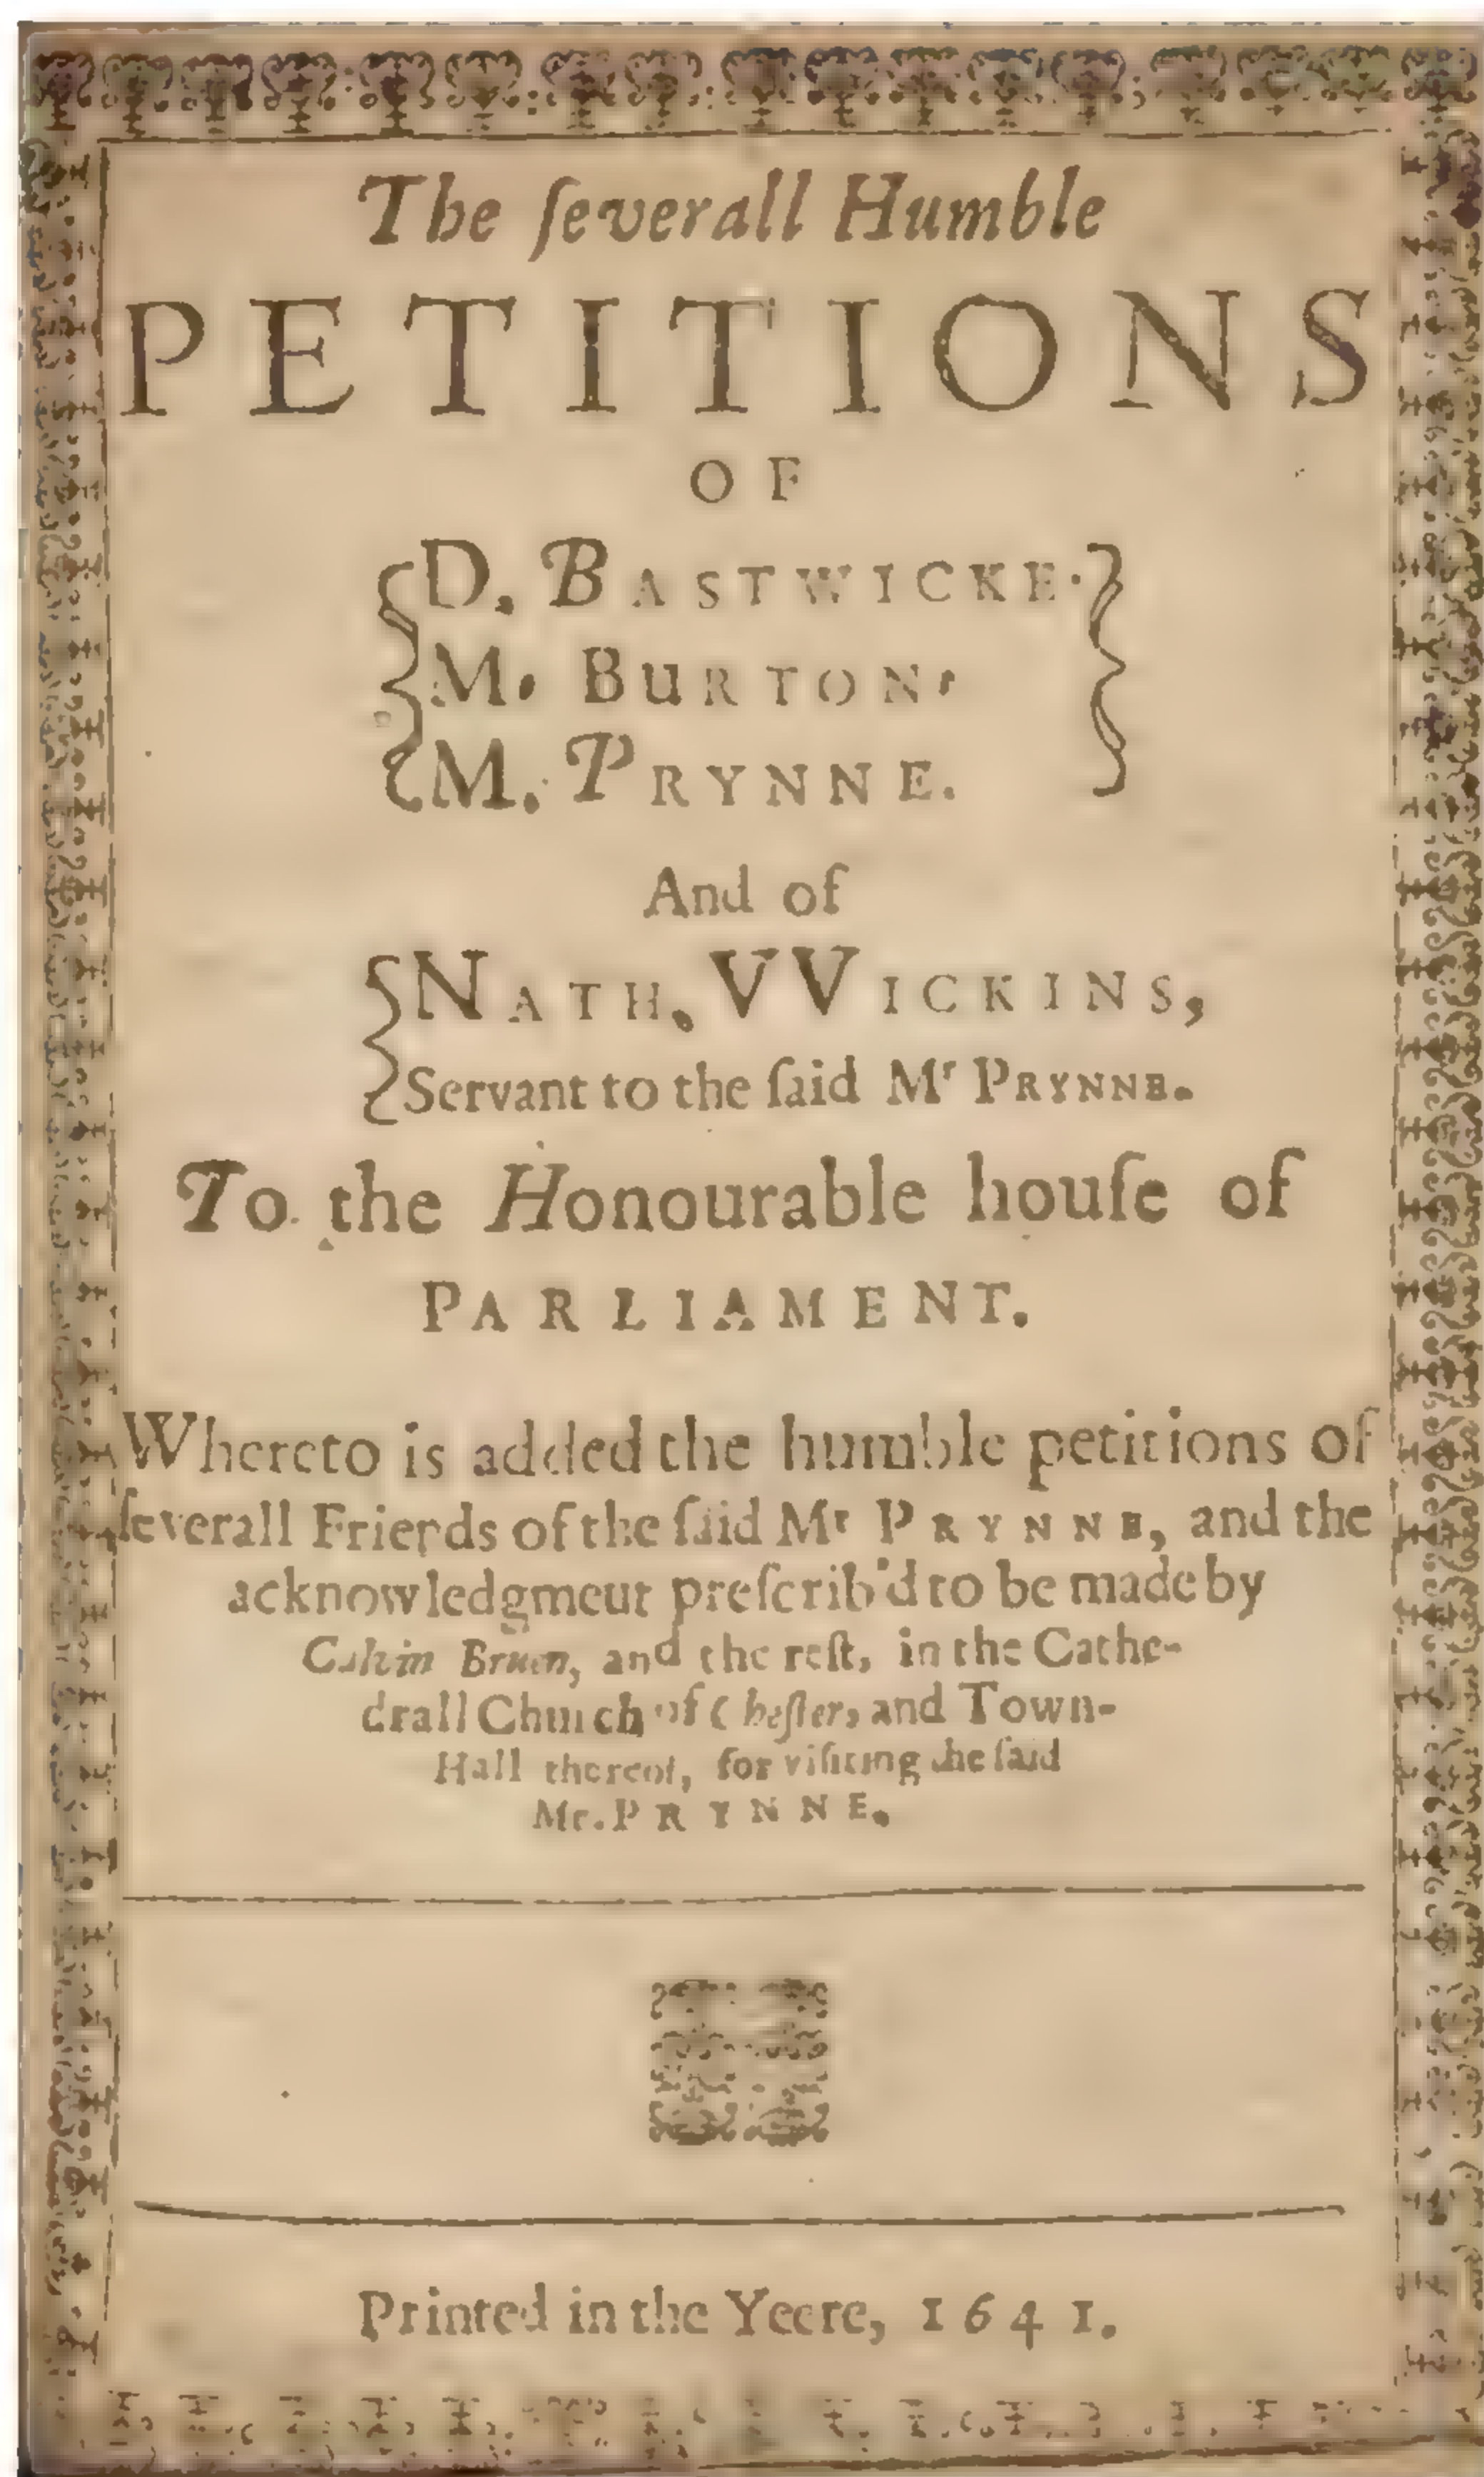 The ſeverall Humble
PETITIONS
OF
D. BASTWICKE.
M. BURTON,
M. PRYNNE.
And of
NATH. VVICKINS,
Servant to the ſaid Mr PRYNNE.
To the Honourable houſe of
PARLIAMENT.
Whereto is added the humble petitions of
ſeverall Friends of the ſaid Mr PRYNNE, and the
acknowledgmeut preſcrib'd to be made by
Calvin Bruen, and the reſt, in the Cathe-
drall Church of Cheſter, and Town-
Hall thereof, for viſiting the ſaid
Mr. PRYNNE.
Printed in the Yeere, 1641.